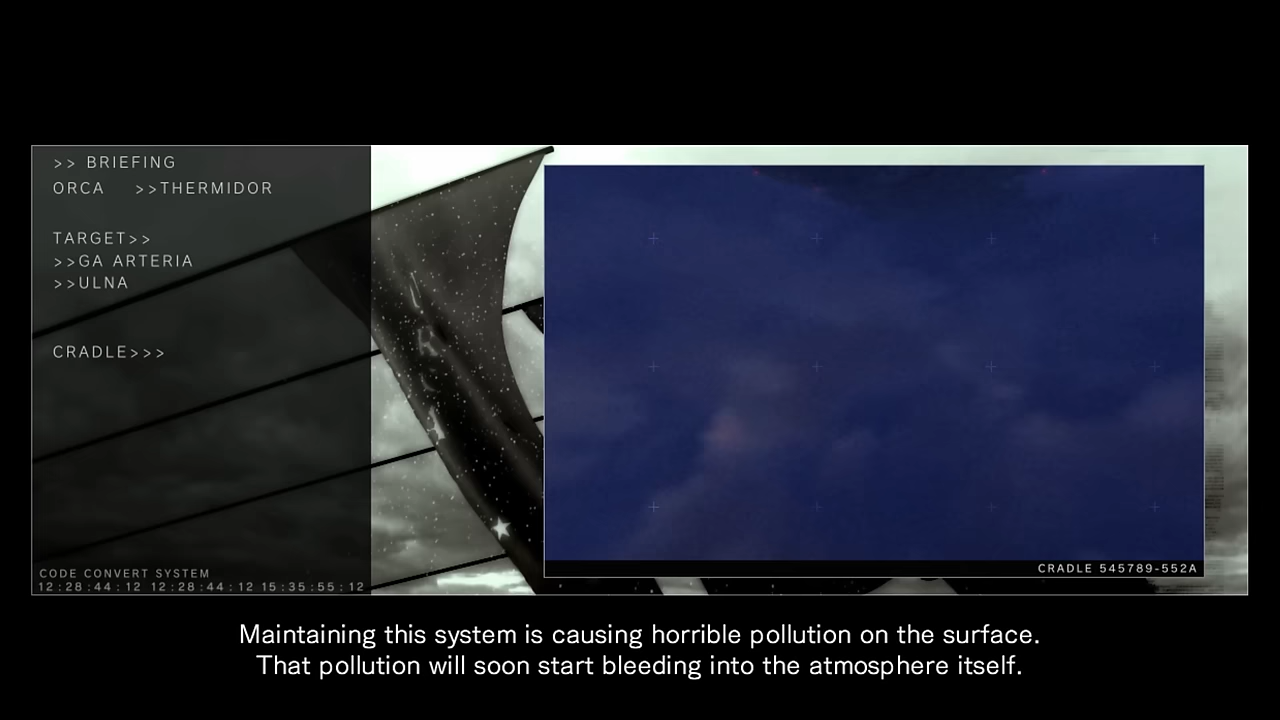 >> BRIEFING
ORCA >>THERMIDOR
TARGET>>
>>GA ARTERIA
>>ULNA
CRADLE>>>
CODE CONVERT SYSTEM
12:28:44:12 12:28:44:12 15:35:55:12
CRADLE 545789-552A
Maintaining this system is causing horrible pollution on the surface.
That pollution will soon start bleeding into the atmosphere itself.